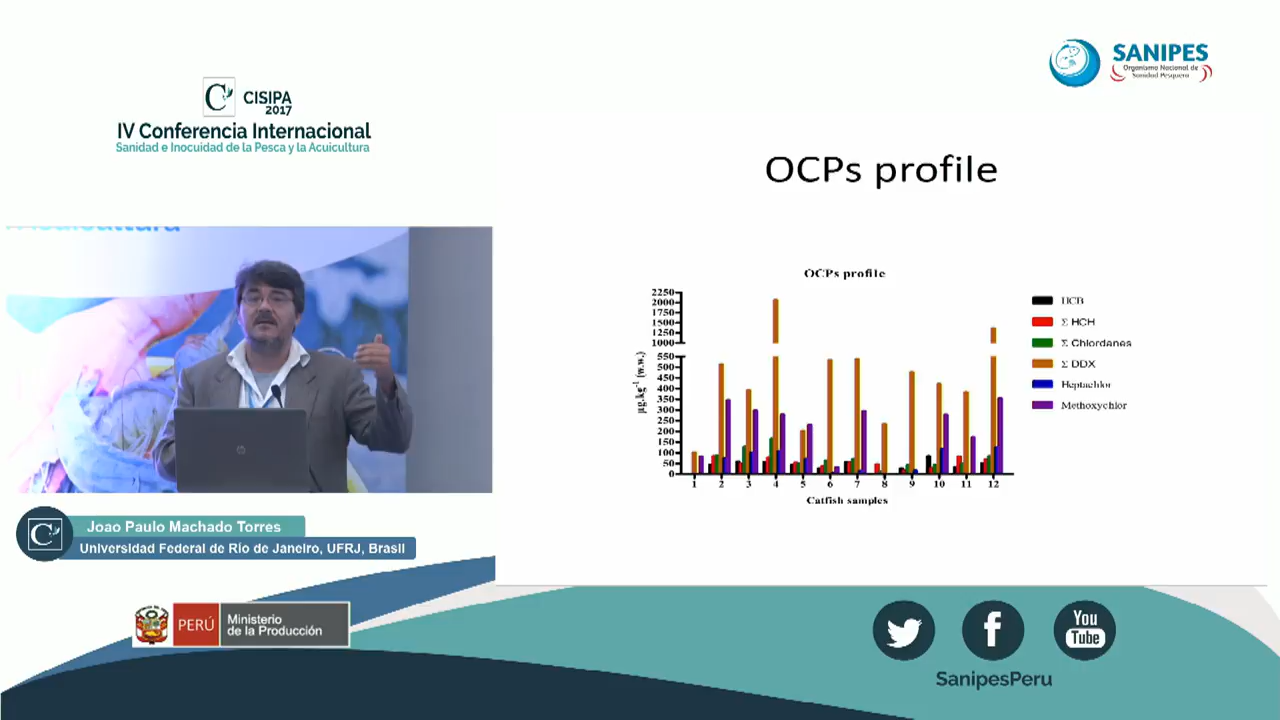 CISIPA
2017
IV Conferencia Internacional
Sanidad e Inocuidad de la Pesca y la Acuicultura
SANIPES
Organismo Nacional de
Sanidad Pesquera
OCPs profile
OCPs profile
2250
2000
1750
1500
1250
1000
550
500
450
400
350
300
250
200
150
100
50
0
µg.kg⁻¹ (w.w.)
1 2 3 4 5 6 7 8 9 10 11 12
Catfish samples
HCB
Σ HCH
Σ Chlordanes
Σ DDX
Heptachlor
Methoxychlor
Joao Paulo Machado Torres
Universidad Federal de Río de Janeiro, UFRJ, Brasil
PERÚ
Ministerio
de la Producción
You
Tube
SanipesPeru